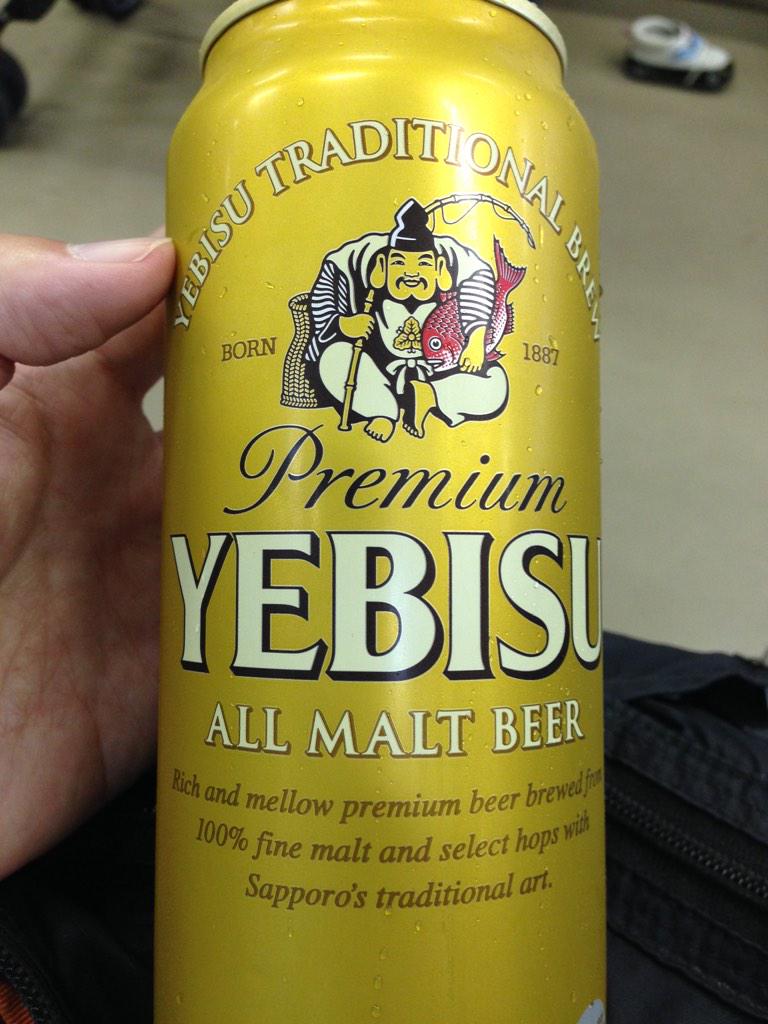 YEBISU TRADITIONAL BREW
BORN 1887
Premium
YEBISU
ALL MALT BEER
Rich and mellow premium beer brewed from
100% fine malt and select hops with
Sapporo's traditional art.